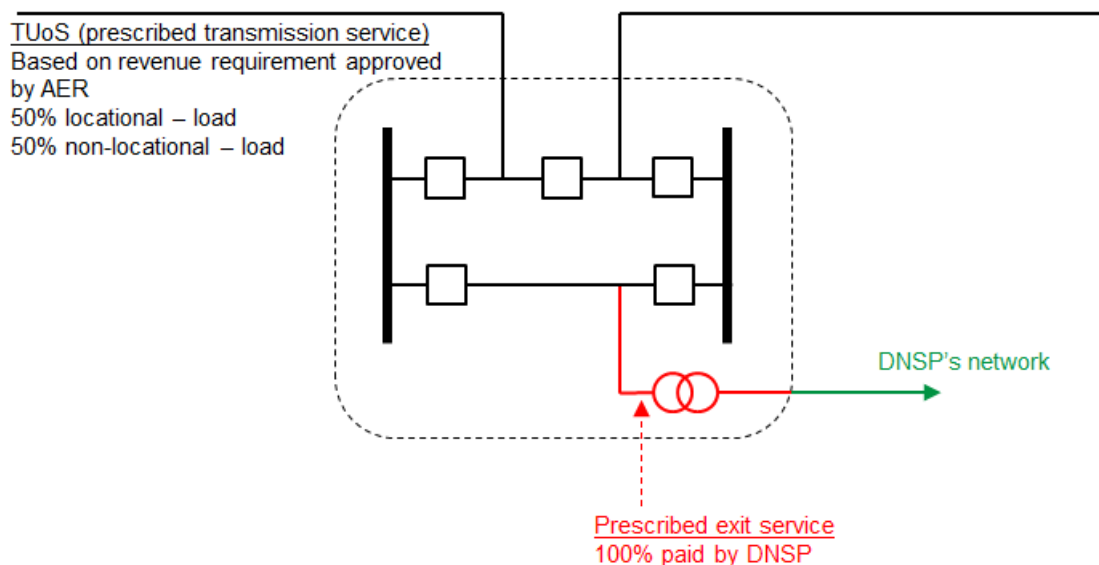 TUoS (prescribed transmission service)
Based on revenue requirement approved
by AER
50% locational – load
50% non-locational – load
DNSP's network
Prescribed exit service
100% paid by DNSP